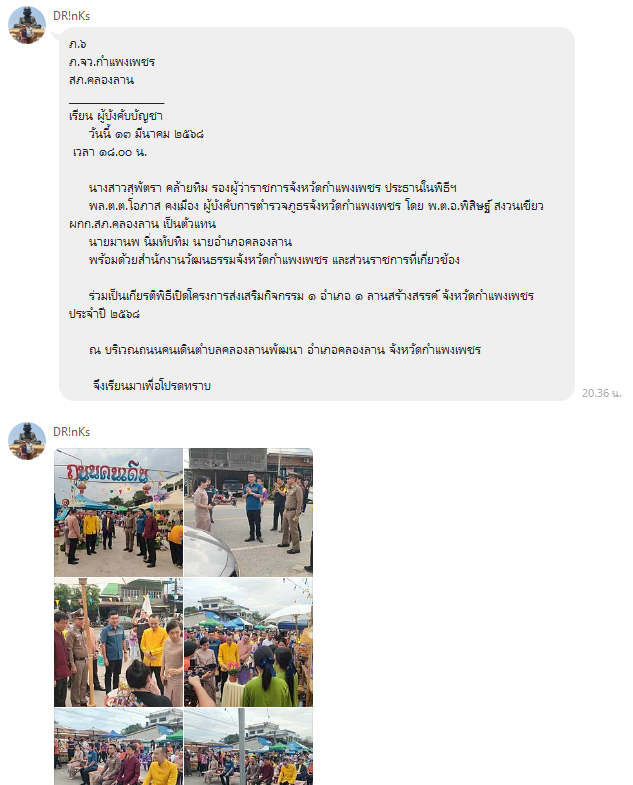 DR!nKs
ภ.๖
ภ.จว.กำแพงเพชร
สภ.คลองลาน
เรียน ผู้บังคับบัญชา
วันนี้ ๑๓ มีนาคม ๒๕๖๘
เวลา ๑๘.๐๐ น.
นางสาวสุพัตรา คล้ายทิม รองผู้ว่าราชการจังหวัดกำแพงเพชร ประธานในพิธีฯ
พล.ต.ต.โอภาส คงเมือง ผู้บังคับการตำรวจภูธรจังหวัดกำแพงเพชร โดย พ.ต.อ.พิสิษฐ์ สงวนเขียว
ผกก.สภ.คลองลาน เป็นตัวแทน
นายมานพ นิ่มทับทิม นายอำเภอคลองลาน
พร้อมด้วยสำนักงานวัฒนธรรมจังหวัดกำแพงเพชร และส่วนราชการที่เกี่ยวข้อง
ร่วมเป็นเกียรติพิธีเปิดโครงการส่งเสริมกิจกรรม ๑ อำเภอ ๑ ลานสร้างสรรค์ จังหวัดกำแพงเพชร
ประจำปี ๒๕๖๘
ณ บริเวณถนนคนเดินตำบลคลองลานพัฒนา อำเภอคลองลาน จังหวัดกำแพงเพชร
จึงเรียนมาเพื่อโปรดทราบ
20.36 น.
DR!nKs
ถนนคนเดิน